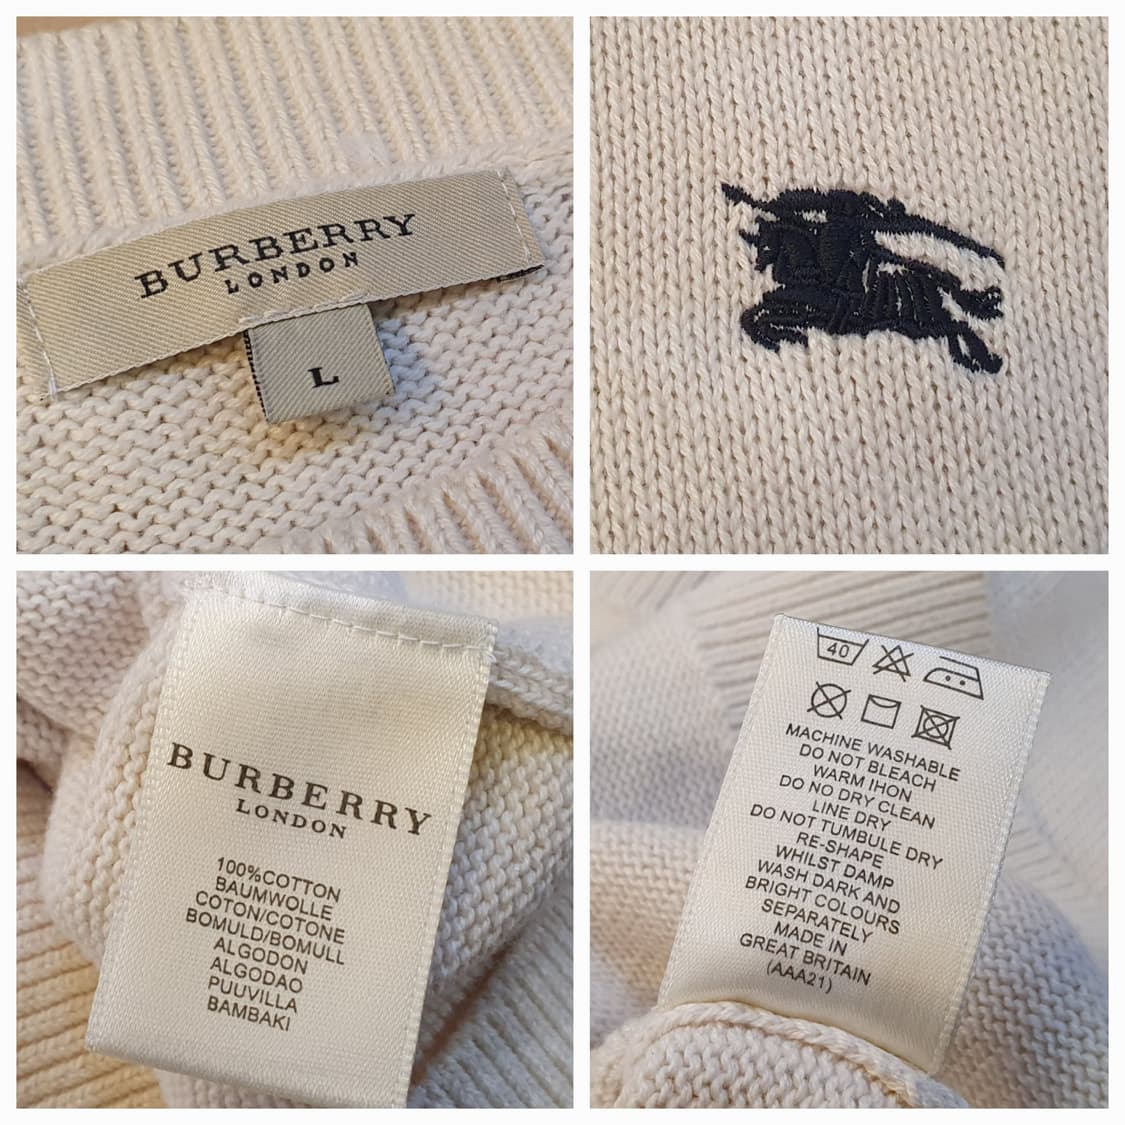 BURBERRY
LONDON
L
BURBERRY
LONDON
100%COTTON
BAUMWOLLE
COTON/COTONE
BOMULD/BOMULL
ALGODON
ALGODAO
PUUVILLA
BAMBAKI
40
MACHINE WASHABLE
DO NOT BLEACH
WARM IHON
DO NO DRY CLEAN
LINE DRY
DO NOT TUMBULE DRY
RE-SHAPE
WHILST DAMP
WASH DARK AND
BRIGHT COLOURS
SEPARATELY
MADE IN
GREAT BRITAIN
(AAA21)